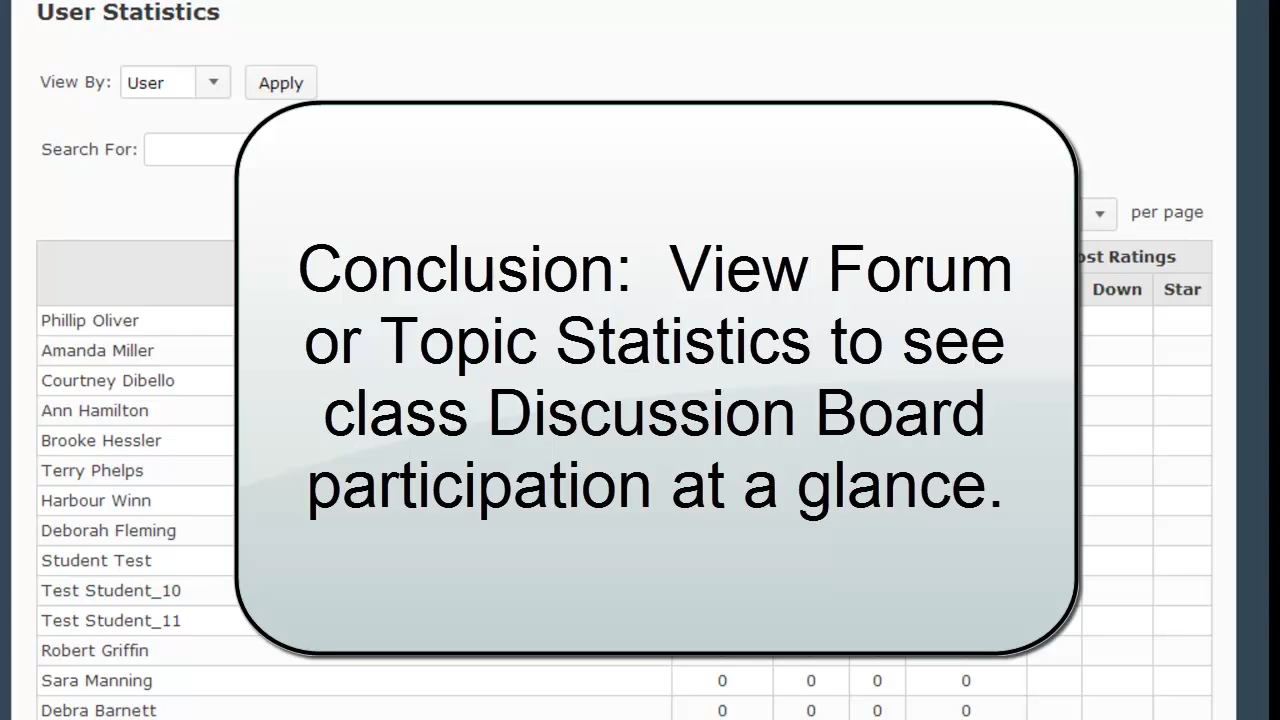 User Statistics
View By: User Apply
Search For:
per page
ost Ratings
Down Star
Phillip Oliver
Amanda Miller
Courtney Dibello
Ann Hamilton
Brooke Hessler
Terry Phelps
Harbour Winn
Deborah Fleming
Student Test
Test Student_10
Test Student_11
Robert Griffin
Sara Manning 0 0 0 0
Debra Barnett 0 0 0 0
Conclusion: View Forum
or Topic Statistics to see
class Discussion Board
participation at a glance.